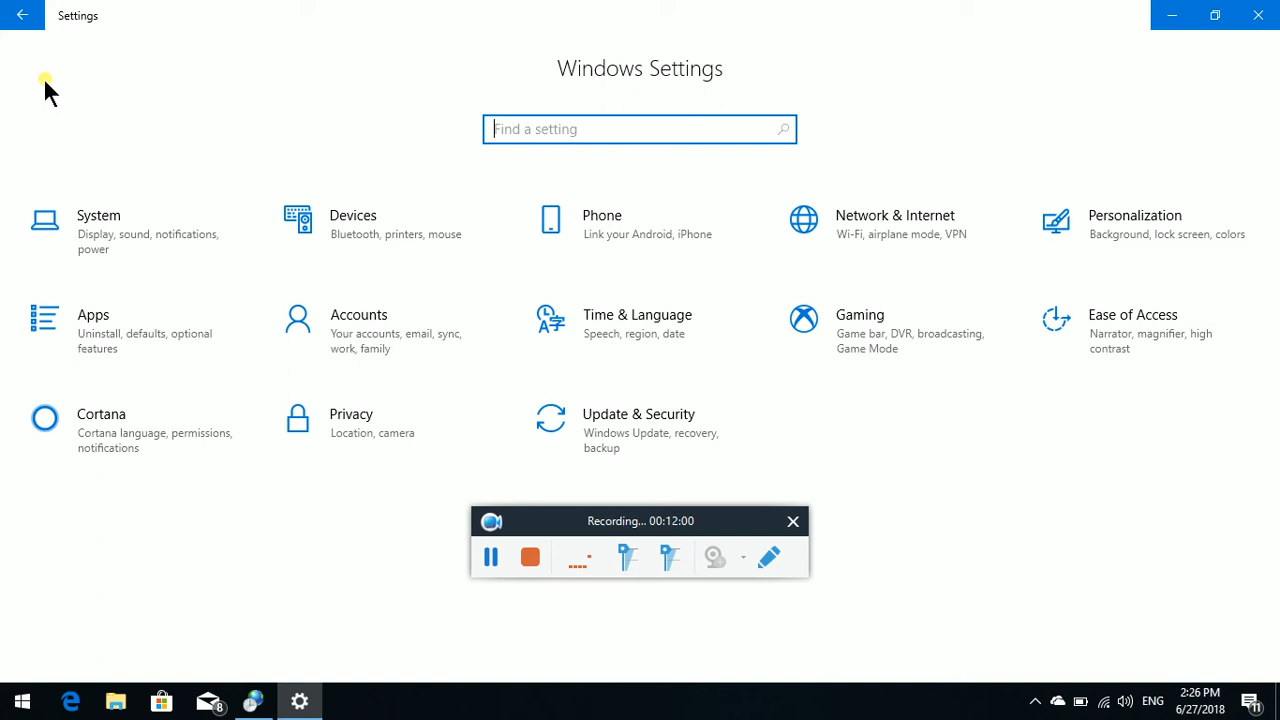 Settings
Windows Settings
Find a setting
System
Display, sound, notifications,
power
Devices
Bluetooth, printers, mouse
Phone
Link your Android, iPhone
Network & Internet
Wi-Fi, airplane mode, VPN
Personalization
Background, lock screen, colors
Apps
Uninstall, defaults, optional
features
Accounts
Your accounts, email, sync,
work, family
Time & Language
Speech, region, date
Gaming
Game bar, DVR, broadcasting,
Game Mode
Ease of Access
Narrator, magnifier, high
contrast
Cortana
Cortana language, permissions,
notifications
Privacy
Location, camera
Update & Security
Windows Update, recovery,
backup
Recording... 00:12:00
8
ENG
2:26 PM
6/27/2018
11